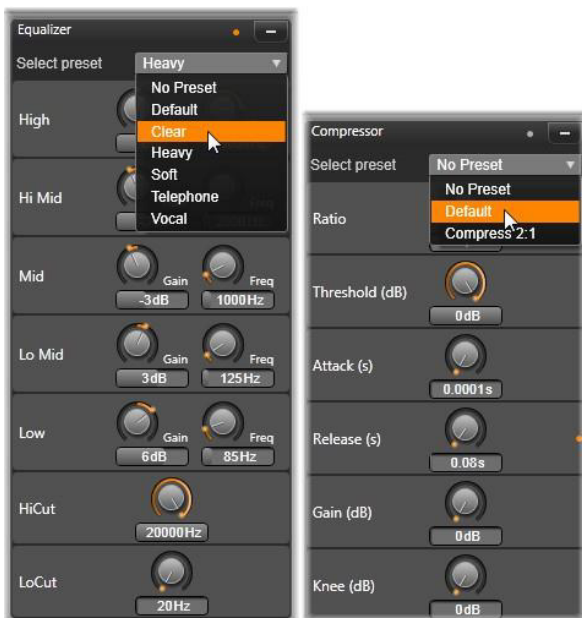 Equalizer
Select preset Heavy
No Preset
Default
Clear
Heavy
Soft
Telephone
Vocal
High
Hi Mid
Mid
Gain Freq
-3dB 1000Hz
Lo Mid
Gain Freq
3dB 125Hz
Low
Gain Freq
6dB 85Hz
HiCut
20000Hz
LoCut
20Hz
Compressor
Select preset No Preset
No Preset
Default
Compress 2:1
Ratio
Threshold (dB)
0dB
Attack (s)
0.0001s
Release (s)
0.08s
Gain (dB)
0dB
Knee (dB)
0dB